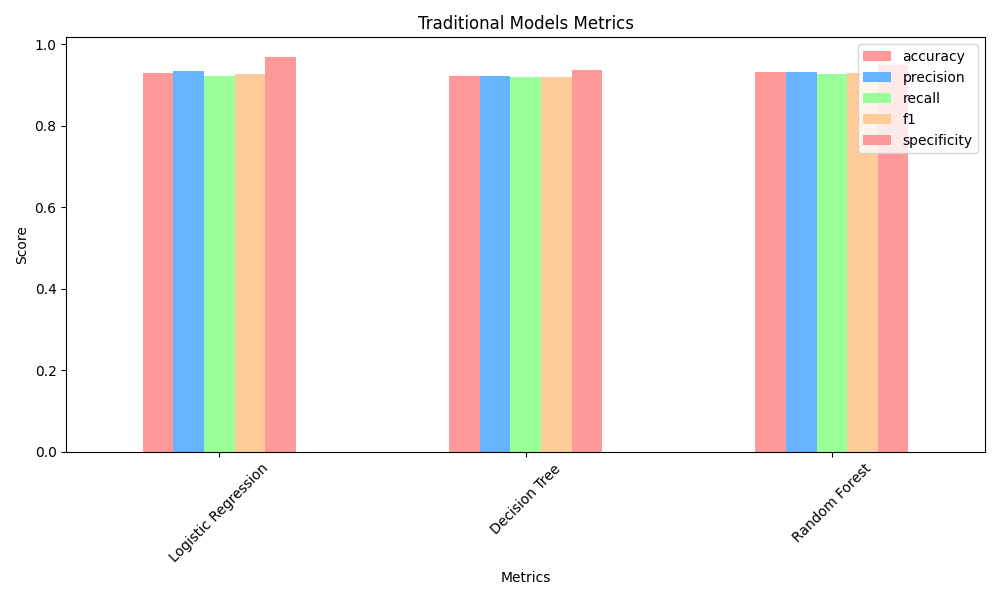 Traditional Models Metrics
1.0
0.8
0.6
0.4
0.2
0.0
Score
accuracy
precision
recall
f1
specificity
Logistic Regression
Decision Tree
Random Forest
Metrics